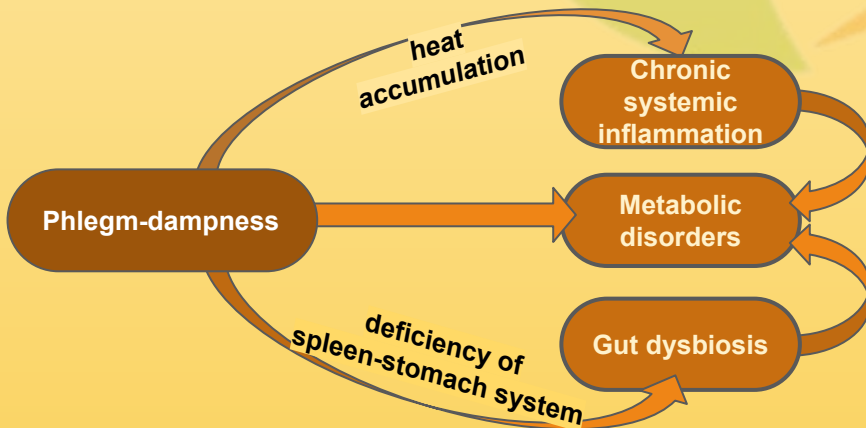 heat
accumulation
Chronic
systemic
inflammation
Phlegm-dampness
Metabolic
disorders
deficiency of
spleen-stomach system
Gut dysbiosis